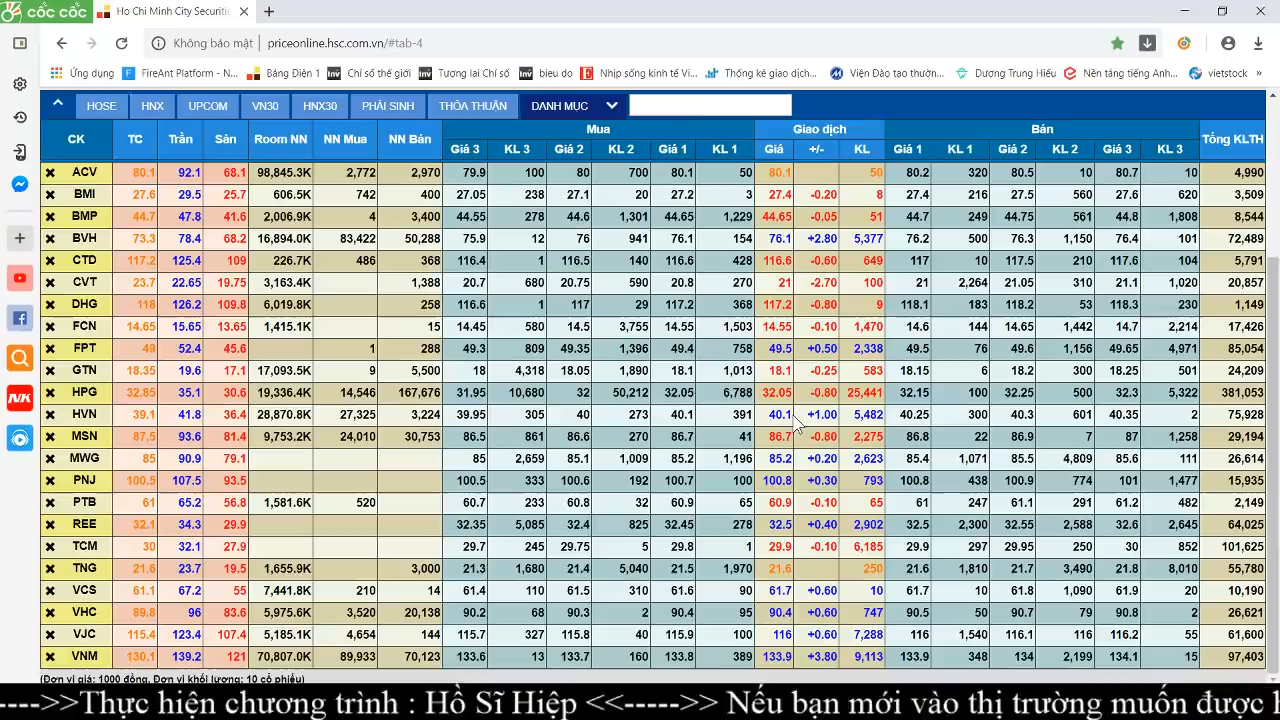 cốc cốc Ho Chi Minh City Securitie
Không bảo mật priceonline.hsc.com.vn/#tab-4
Ứng dụng FireAnt Platform - N... Bảng Điện 1 Chỉ số thế giới Tương lai Chỉ số bieu do Nhịp sống kinh tế Vi... Thống kê giao dịch... Viện Đào tạo thường... Dương Trung Hiếu Nền tảng tiếng Anh... vietstock »
HOSE HNX UPCOM VN30 HNX30 PHÁI SINH THỎA THUẬN DANH MỤC
CK TC Trần Sàn Room NN NN Mua NN Bán Mua Giao dịch Bán Tổng KLTH
Giá 3 KL 3 Giá 2 KL 2 Giá 1 KL 1 Giá +/- KL Giá 1 KL 1 Giá 2 KL 2 Giá 3 KL 3
ACV 80.1 92.1 68.1 98,845.3K 2,772 2,970 79.9 100 80 700 80.1 50 80.1 50 80.2 320 80.5 10 80.7 10 4,990
BMI 27.6 29.5 25.7 606.5K 742 400 27.05 238 27.1 20 27.2 3 27.4 -0.20 8 27.4 216 27.5 560 27.6 620 3,509
BMP 44.7 47.8 41.6 2,006.9K 4 3,400 44.55 278 44.6 1,301 44.65 1,229 44.65 -0.05 51 44.7 249 44.75 561 44.8 1,808 8,544
BVH 73.3 78.4 68.2 16,894.0K 83,422 50,288 75.9 12 76 941 76.1 154 76.1 +2.80 5,377 76.2 500 76.3 1,150 76.4 101 72,489
CTD 117.2 125.4 109 226.7K 486 368 116.4 1 116.5 140 116.6 428 116.6 -0.60 649 117 10 117.5 210 117.6 104 5,791
CVT 23.7 22.65 19.75 3,163.4K 1,388 20.7 680 20.75 590 20.8 270 21 -2.70 100 21 2,264 21.05 310 21.1 1,020 20,857
DHG 118 126.2 109.8 6,019.8K 258 116.6 1 117 29 117.2 368 117.2 -0.80 9 118.1 183 118.2 53 118.3 230 1,149
FCN 14.65 15.65 13.65 1,415.1K 15 14.45 580 14.5 3,755 14.55 1,503 14.55 -0.10 1,470 14.6 144 14.65 1,442 14.7 2,214 17,426
FPT 49 52.4 45.6 1 288 49.3 809 49.35 1,396 49.4 758 49.5 +0.50 2,338 49.5 76 49.6 1,156 49.65 4,971 85,054
GTN 18.35 19.6 17.1 17,093.5K 9 5,500 18 4,318 18.05 1,890 18.1 1,013 18.1 -0.25 583 18.15 6 18.2 300 18.25 501 24,209
HPG 32.85 35.1 30.6 19,336.4K 14,546 167,676 31.95 10,680 32 50,212 32.05 6,788 32.05 -0.80 25,441 32.15 100 32.25 500 32.3 5,322 381,053
HVN 39.1 41.8 36.4 28,870.8K 27,325 3,224 39.95 305 40 273 40.1 391 40.1 +1.00 5,482 40.25 300 40.3 601 40.35 2 75,928
MSN 87.5 93.6 81.4 9,753.2K 24,010 30,753 86.5 861 86.6 270 86.7 41 86.7 -0.80 2,275 86.8 22 86.9 7 87 1,258 29,194
MWG 85 90.9 79.1 85 2,659 85.1 1,009 85.2 1,196 85.2 +0.20 2,623 85.4 1,071 85.5 4,809 85.6 111 26,614
PNJ 100.5 107.5 93.5 100.5 333 100.6 192 100.7 100 100.8 +0.30 793 100.8 438 100.9 774 101 1,477 15,935
PTB 61 65.2 56.8 1,581.6K 520 60.7 233 60.8 32 60.9 65 60.9 -0.10 65 61 247 61.1 291 61.2 482 2,149
REE 32.1 34.3 29.9 32.35 5,085 32.4 825 32.45 278 32.5 +0.40 2,902 32.5 2,300 32.55 2,588 32.6 2,645 64,025
TCM 30 32.1 27.9 29.7 245 29.75 5 29.8 1 29.9 -0.10 6,185 29.9 297 29.95 250 30 852 101,625
TNG 21.6 23.7 19.5 1,655.9K 3,000 21.3 1,680 21.4 5,040 21.5 1,970 21.6 250 21.6 1,810 21.7 3,490 21.8 8,010 55,780
VCS 61.1 67.2 55 7,441.8K 210 14 61.4 110 61.5 310 61.6 90 61.7 +0.60 10 61.7 10 61.8 1,090 61.9 20 10,190
VHC 89.8 96 83.6 5,975.6K 3,520 20,138 90.2 68 90.3 2 90.4 95 90.4 +0.60 747 90.5 50 90.7 79 90.8 2 26,621
VJC 115.4 123.4 107.4 5,185.1K 4,654 144 115.7 327 115.8 40 115.9 100 116 +0.60 7,288 116 1,540 116.1 116 116.2 55 61,600
VNM 130.1 139.2 121 70,807.0K 89,933 70,123 133.6 13 133.7 160 133.8 389 133.9 +3.80 9,113 133.9 348 134 2,199 134.1 15 97,403
(Đơn vị giá: 1000 đồng, Đơn vị khối lượng: 10 cổ phiếu)
---->>Thực hiện chương trình : Hồ Sĩ Hiệp <<----->> Nếu bạn mới vào thị trường muốn được